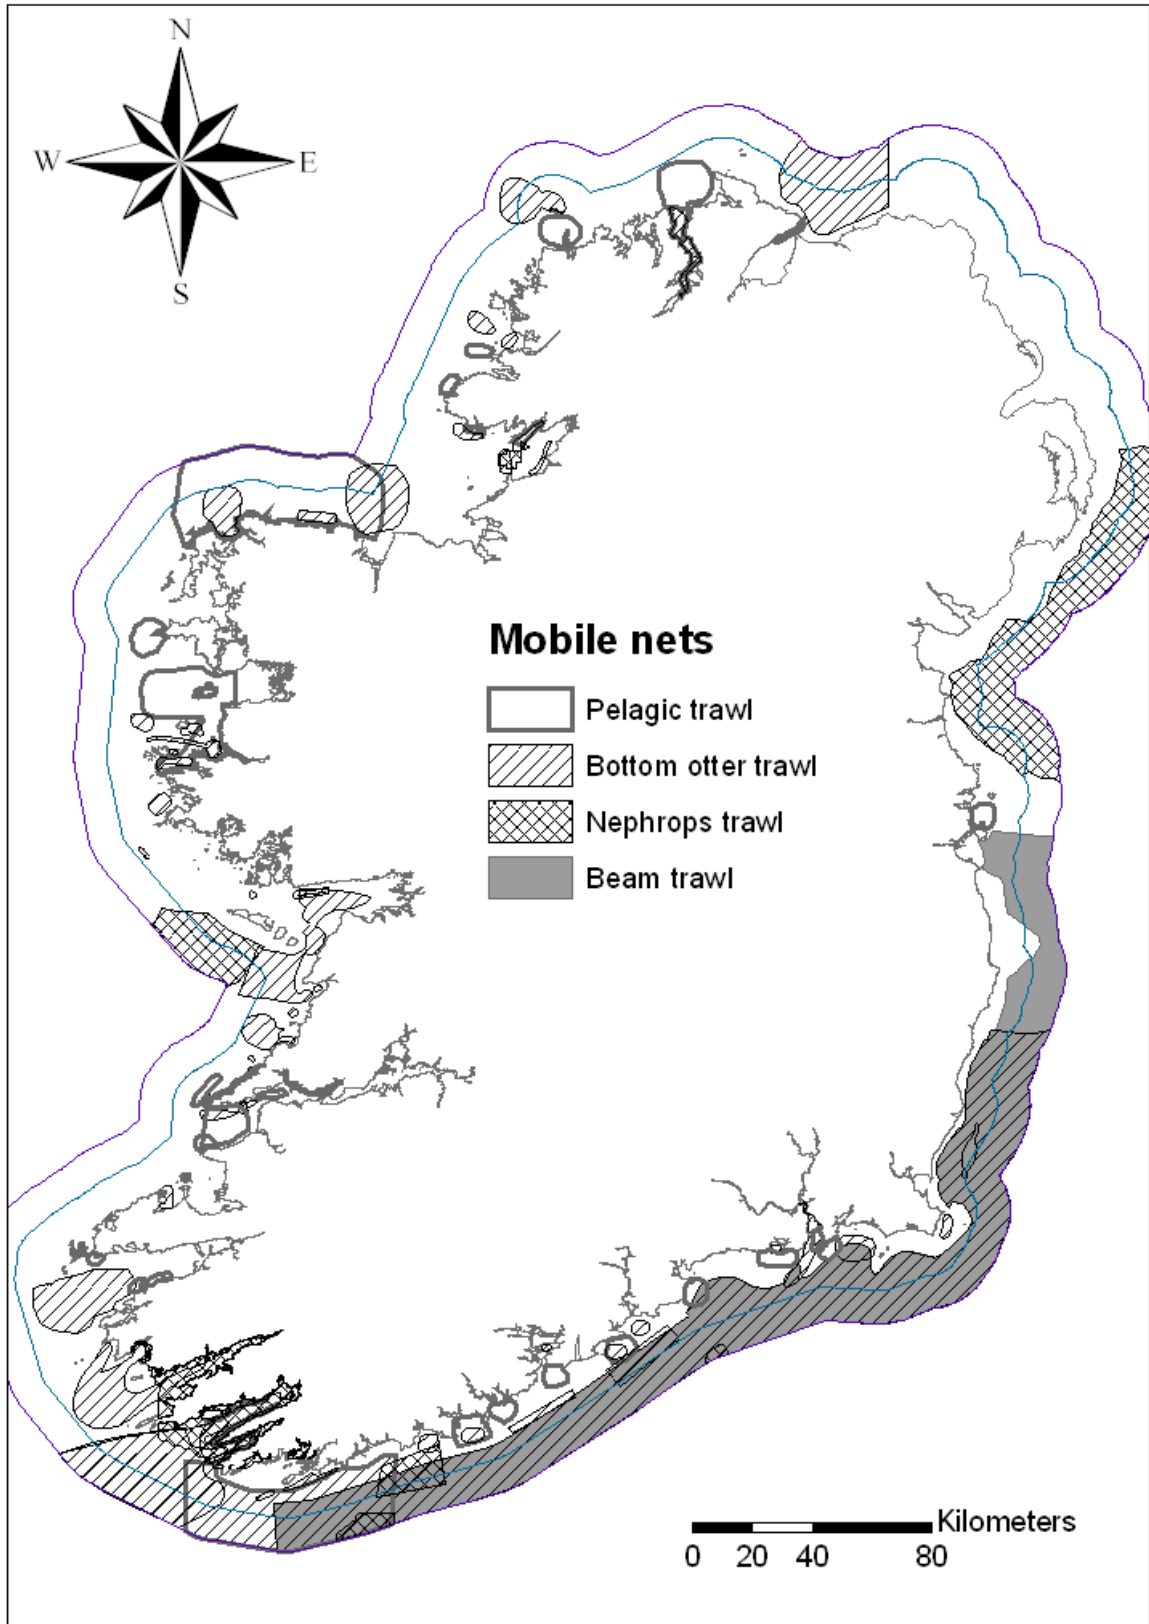 N
W E
S
Mobile nets
Pelagic trawl
Bottom otter trawl
Nephrops trawl
Beam trawl
Kilometers
0 20 40 80